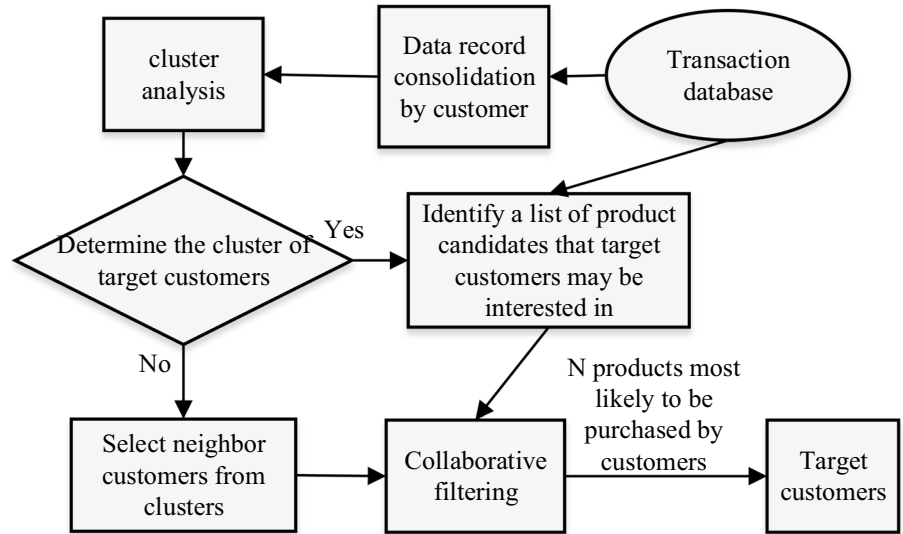 cluster
analysis
Data record
consolidation
by customer
Transaction
database
Determine the cluster of
target customers
Yes
Identify a list of product
candidates that target
customers may be
interested in
No
N products most
likely to be
purchased by
customers
Select neighbor
customers from
clusters
Collaborative
filtering
Target
customers